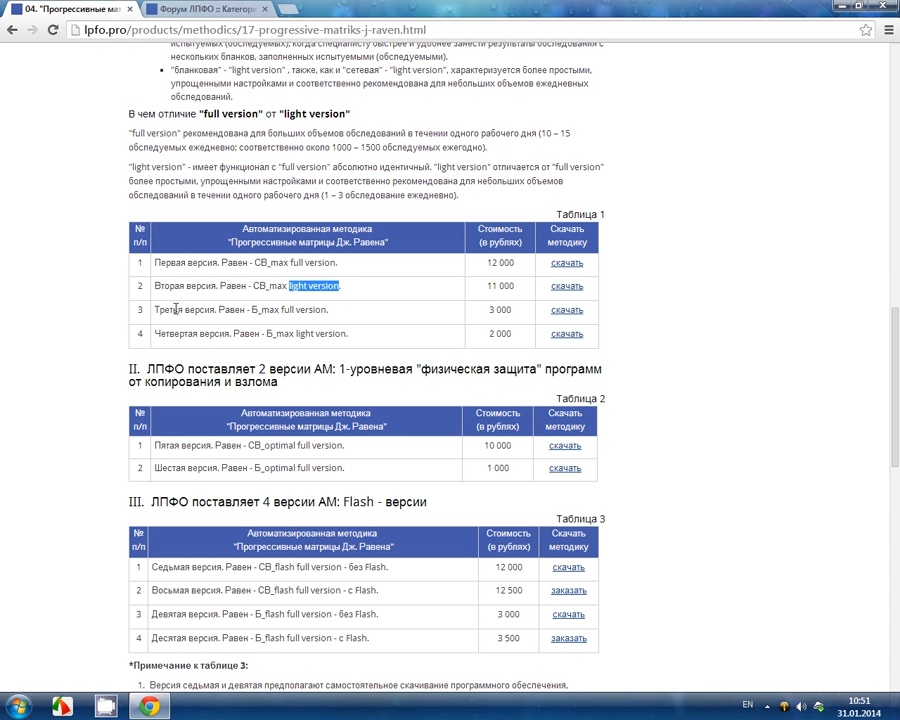 04. "Прогрессивные мат
Форум ЛПФО :: Категори
lpfo.pro/products/methodics/17-progressive-matriks-j-raven.html
испытуемых (обследуемых), когда специалисту быстрее и удобнее занести результаты обследования с
нескольких бланков, заполненных испытуемыми (обследуемыми).
"бланковая" - "light version" , также, как и "сетевая" - "light version", характеризуется более простыми,
упрощенными настройками и соответственно рекомендована для небольших объемов ежедневных
обследований.
В чем отличие "full version" от "light version"
"full version" рекомендована для больших объемов обследований в течении одного рабочего дня (10 – 15
обследуемых ежедневно; соответственно около 1000 – 1500 обследуемых ежегодно).
"light version" - имеет функционал с "full version" абсолютно идентичный. "light version" отличается от "full version"
более простыми, упрощенными настройками и соответственно рекомендована для небольших объемов
обследований в течении одного рабочего дня (1 – 3 обследование ежедневно).
Таблица 1
№ п/п Автоматизированная методика "Прогрессивные матрицы Дж. Равена" Стоимость (в рублях) Скачать методику
1 Первая версия. Равен - СВ_max full version. 12 000 скачать
2 Вторая версия. Равен - СВ_max light version. 11 000 скачать
3 Третья версия. Равен - Б_max full version. 3 000 скачать
4 Четвертая версия. Равен - Б_max light version. 2 000 скачать
II. ЛПФО поставляет 2 версии АМ: 1-уровневая "физическая защита" программ
от копирования и взлома
Таблица 2
№ п/п Автоматизированная методика "Прогрессивные матрицы Дж. Равена" Стоимость (в рублях) Скачать методику
1 Пятая версия. Равен - СВ_optimal full version. 10 000 скачать
2 Шестая версия. Равен - Б_optimal full version. 1 000 скачать
III. ЛПФО поставляет 4 версии АМ: Flash - версии
Таблица 3
№ п/п Автоматизированная методика "Прогрессивные матрицы Дж. Равена" Стоимость (в рублях) Скачать методику
1 Седьмая версия. Равен - СВ_flash full version - без Flash. 12 000 скачать
2 Восьмая версия. Равен - СВ_flash full version - с Flash. 12 500 заказать
3 Девятая версия. Равен - Б_flash full version - без Flash. 3 000 скачать
4 Десятая версия. Равен - Б_flash full version - с Flash. 3 500 заказать
*Примечание к таблице 3:
1. Версия седьмая и девятая предполагают самостоятельное скачивание программного обеспечения,
EN
10:51
31.01.2014